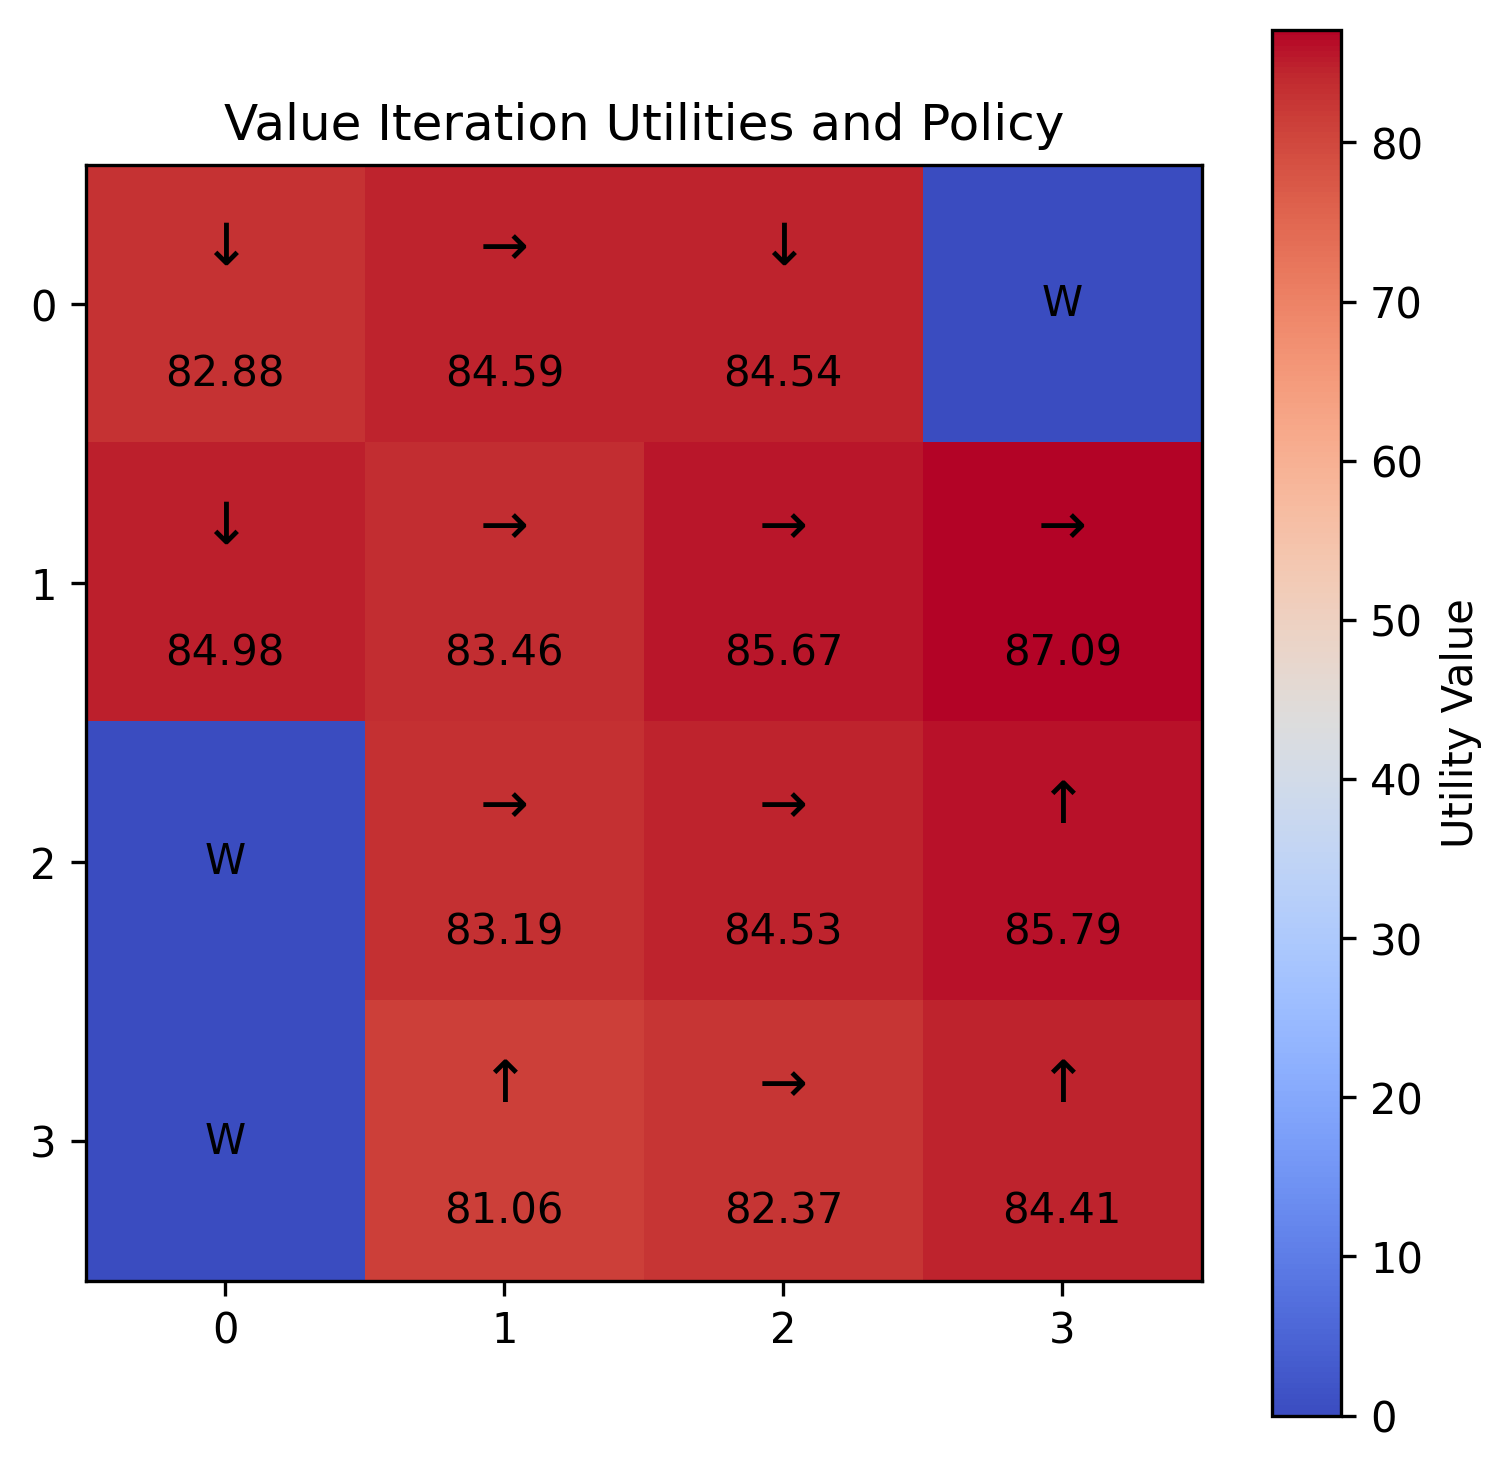 Value Iteration Utilities and Policy
↓ → ↓
0 W
82.88 84.59 84.54
↓ → → →
1
84.98 83.46 85.67 87.09
→ → ↑
2 W
83.19 84.53 85.79
↑ → ↑
3 W
81.06 82.37 84.41
0 1 2 3
80
70
60
50
40
30
20
10
0
Utility Value